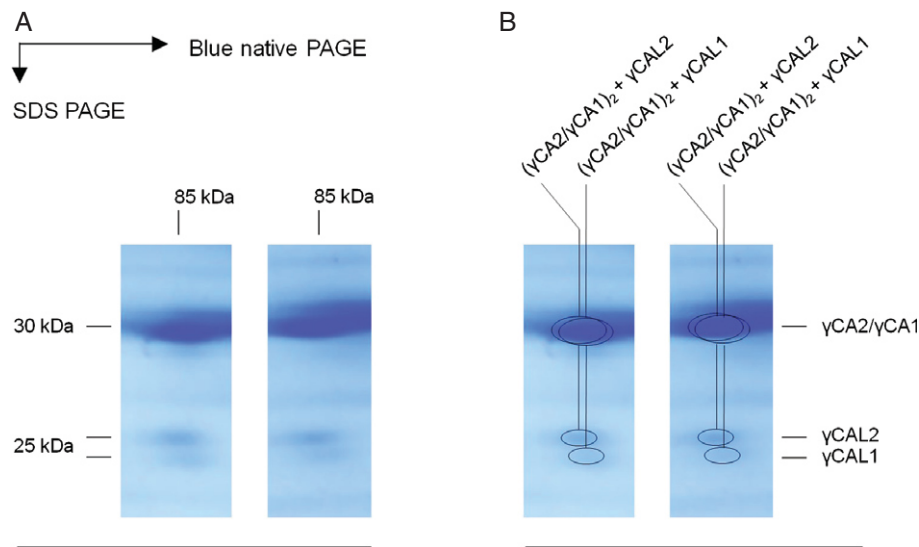 A
Blue native PAGE
SDS PAGE
85 kDa
85 kDa
30 kDa
25 kDa
B
(γCA2/γCA1)₂ + γCAL2
(γCA2/γCA1)₂ + γCAL1
(γCA2/γCA1)₂ + γCAL2
(γCA2/γCA1)₂ + γCAL1
γCA2/γCA1
γCAL2
γCAL1